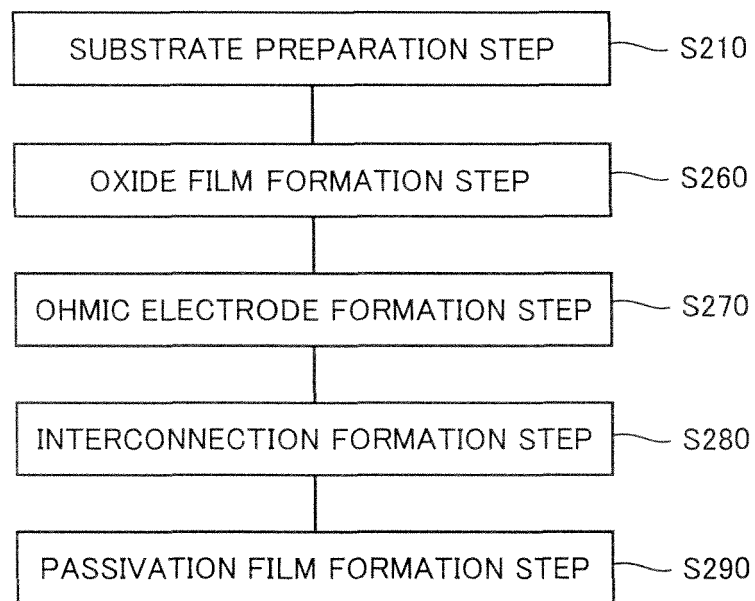 SUBSTRATE PREPARATION STEP S210
OXIDE FILM FORMATION STEP S260
OHMIC ELECTRODE FORMATION STEP S270
INTERCONNECTION FORMATION STEP S280
PASSIVATION FILM FORMATION STEP S290